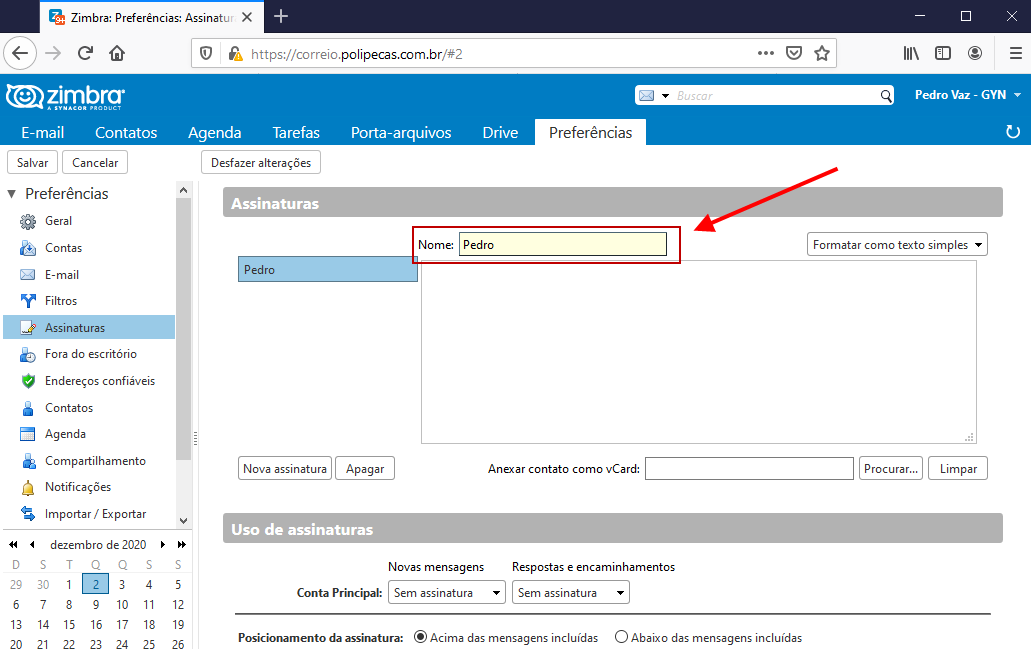 Zimbra: Preferências: Assinatura
https://correio.polipecas.com.br/#2
zimbra
A SYNACOR PRODUCT
Buscar
Pedro Vaz - GYN
E-mail Contatos Agenda Tarefas Porta-arquivos Drive Preferências
Salvar Cancelar Desfazer alterações
Preferências
Geral
Contas
E-mail
Filtros
Assinaturas
Fora do escritório
Endereços confiáveis
Contatos
Agenda
Compartilhamento
Notificações
Importar / Exportar
dezembro de 2020
D S T Q Q S S
29 30 1 2 3 4 5
6 7 8 9 10 11 12
13 14 15 16 17 18 19
20 21 22 23 24 25 26
Assinaturas
Nome: Pedro
Formatar como texto simples
Pedro
Nova assinatura Apagar Anexar contato como vCard: Procurar... Limpar
Uso de assinaturas
Novas mensagens Respostas e encaminhamentos
Conta Principal: Sem assinatura Sem assinatura
Posicionamento da assinatura: Acima das mensagens incluídas Abaixo das mensagens incluídas